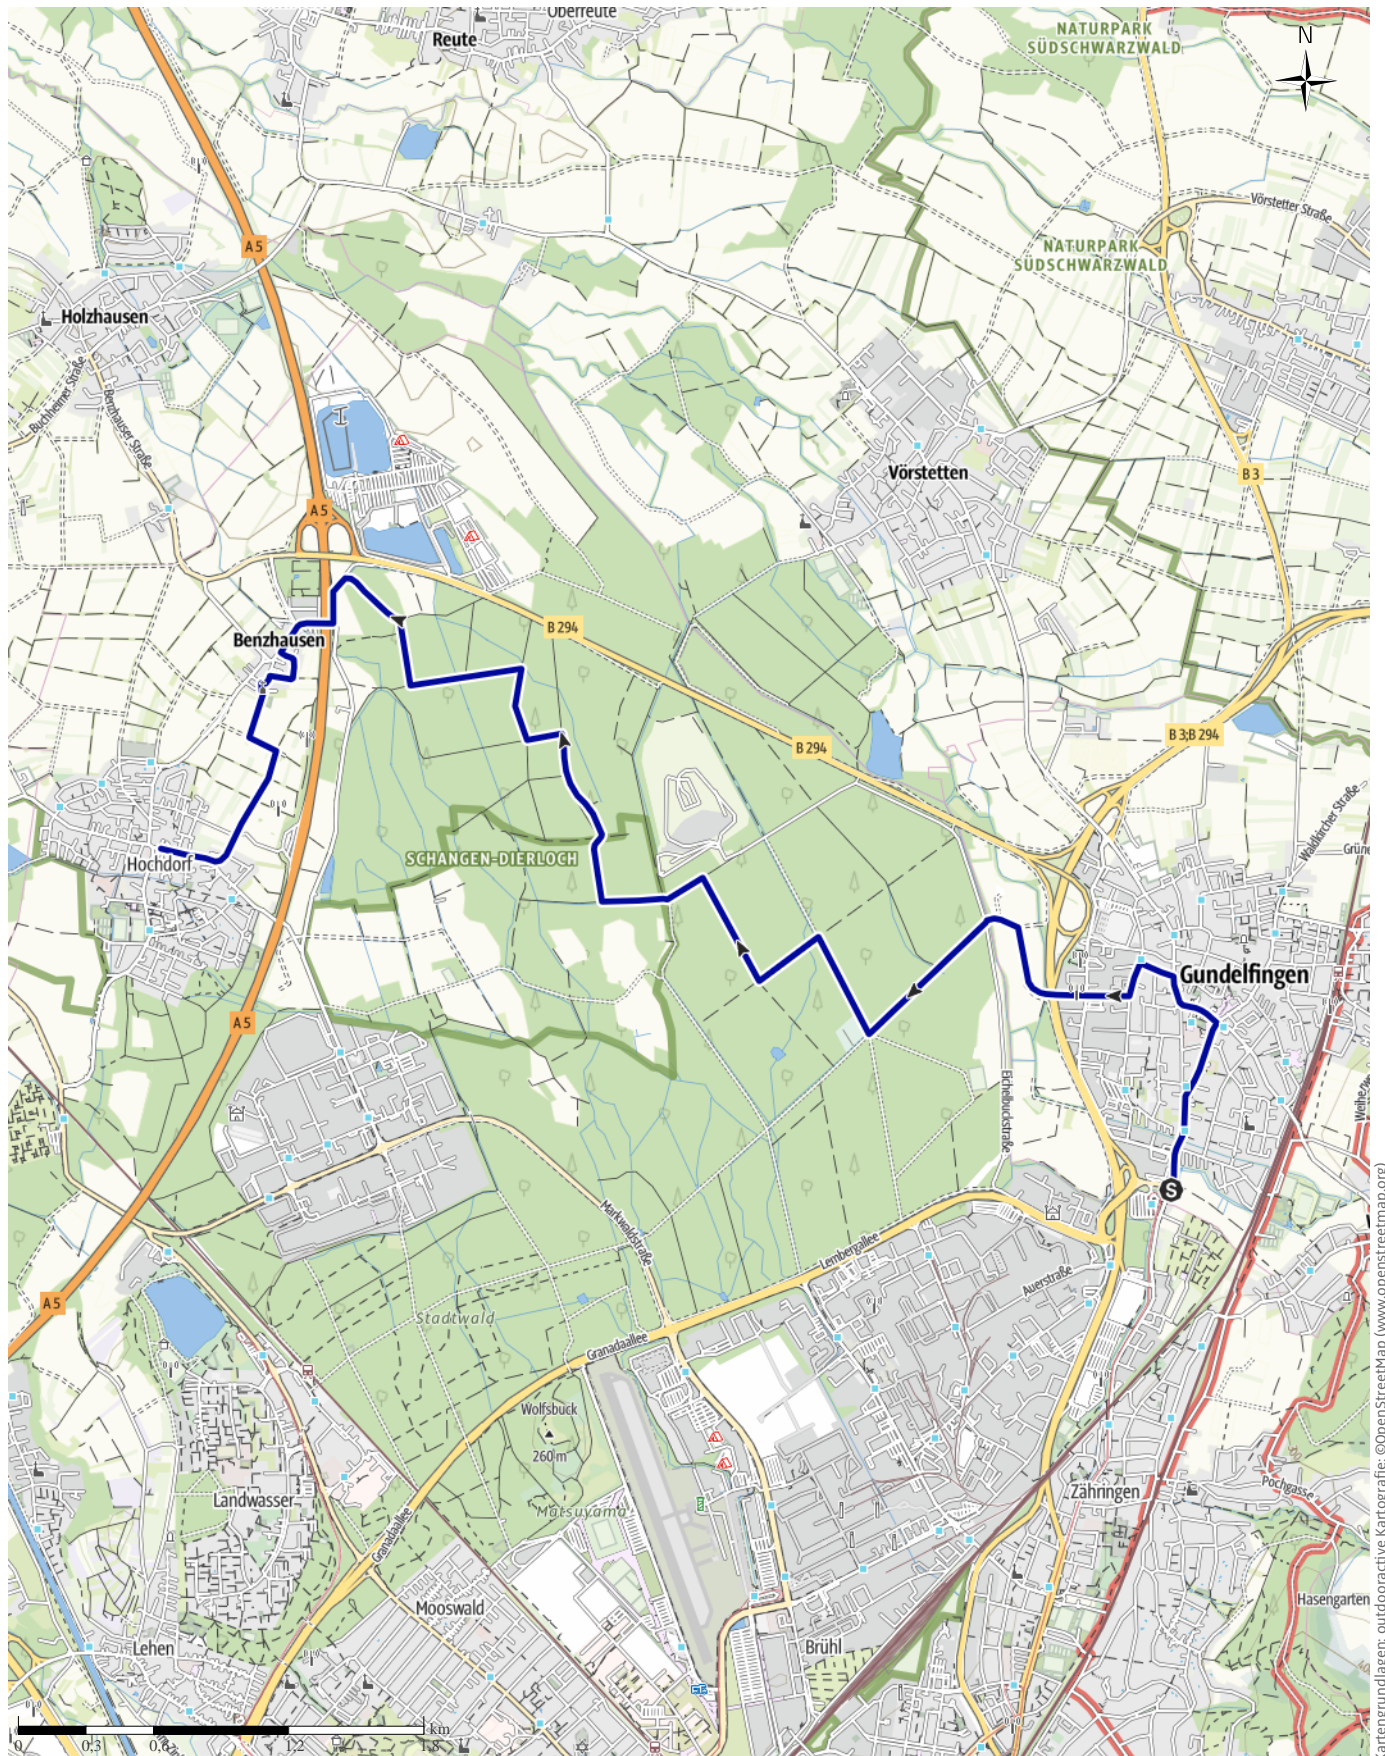 Oberreute
Reute
NATURPARK
SÜDSCHWARZWALD
N
Vörstetter Straße
A 5
NATURPARK
SÜDSCHWARZWALD
Holzhausen
Buchheimer Straße
Benzhauser Straße
Vörstetten
B 3
A 5
B 294
Benzhausen
B 3;B 294
B 294
Waldkircher Straße
Hochdorf
SCHANGEN-DIERLOCH
Gundelfingen
A 5
Eichelbuckstraße
S
Markwaldstraße
Lembergallee
Auerstraße
A 5
Stadtwald
Granadaallee
Wolfsbuck
260 m
Matsuyama
Landwasser
Zähringen
Pochgasse
Granadaallee
Mooswald
Hasengarten
Lehen
Brühl
km
0 0,3 0,6 1,2 1,8
artengrundlagen: outdooractive Kartografie: ©OpenStreetMap (www.openstreetmap.org)